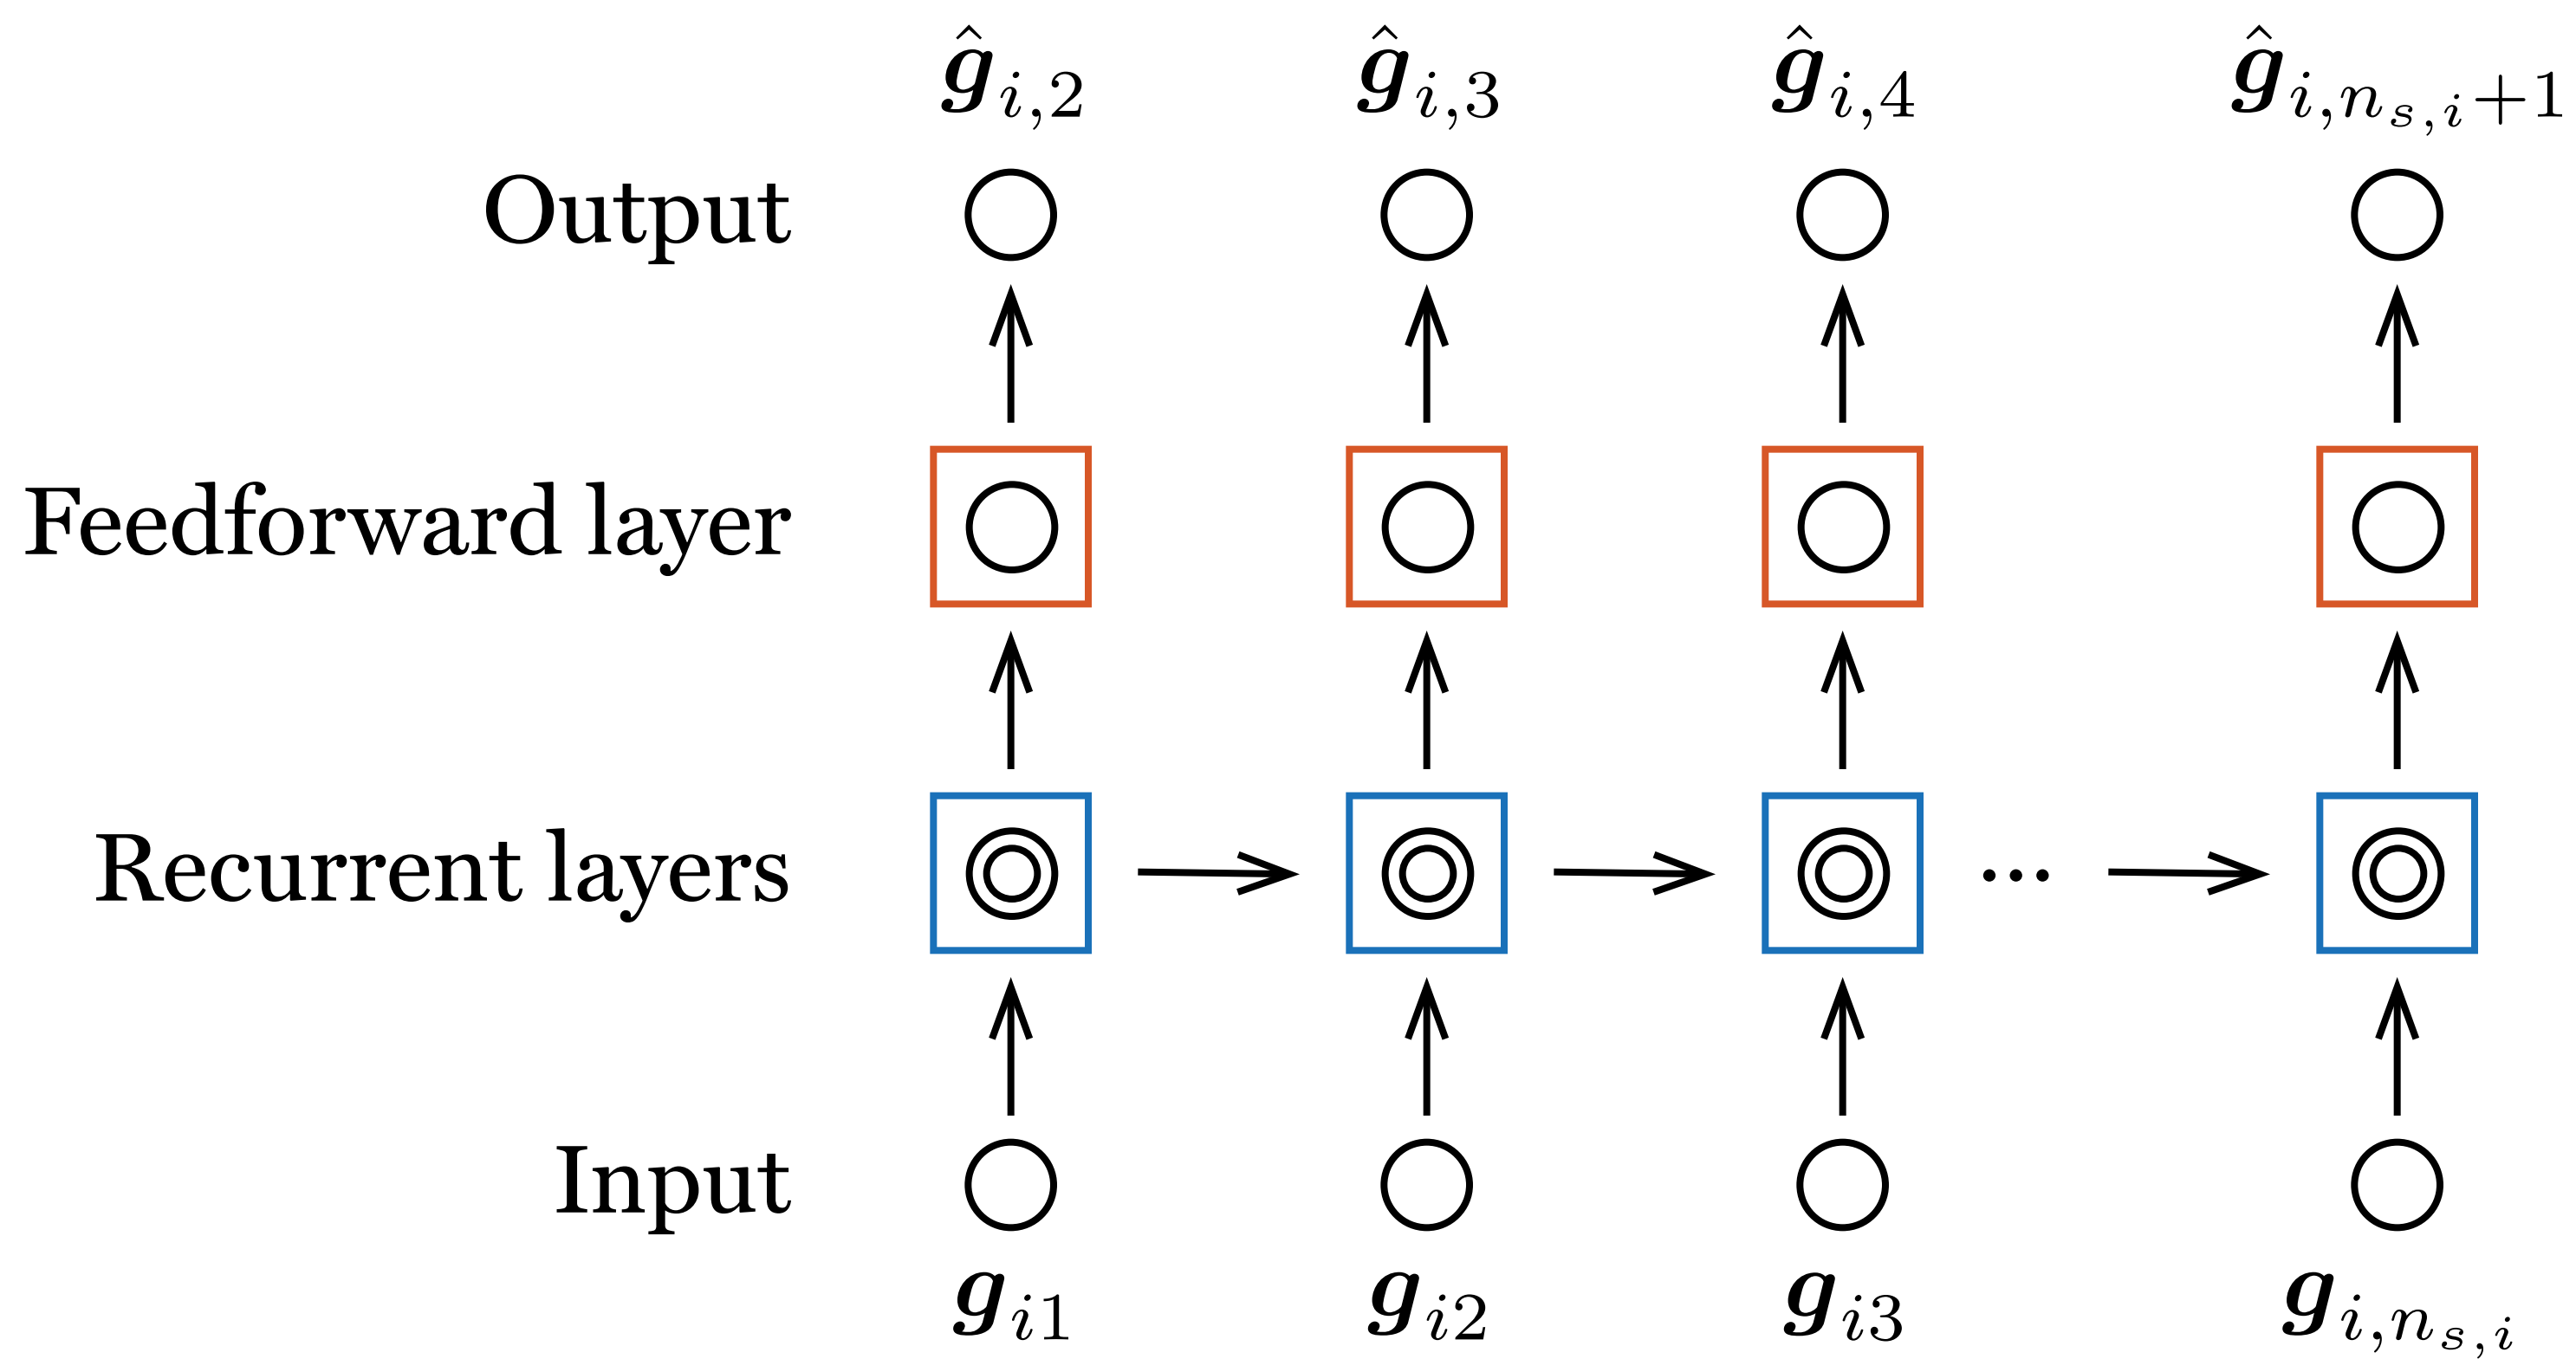 ĝ_{i,2} ĝ_{i,3} ĝ_{i,4} ĝ_{i,n_{s,i}+1}
Output
Feedforward layer
Recurrent layers
...
Input
g_{i1} g_{i2} g_{i3} g_{i,n_{s,i}}